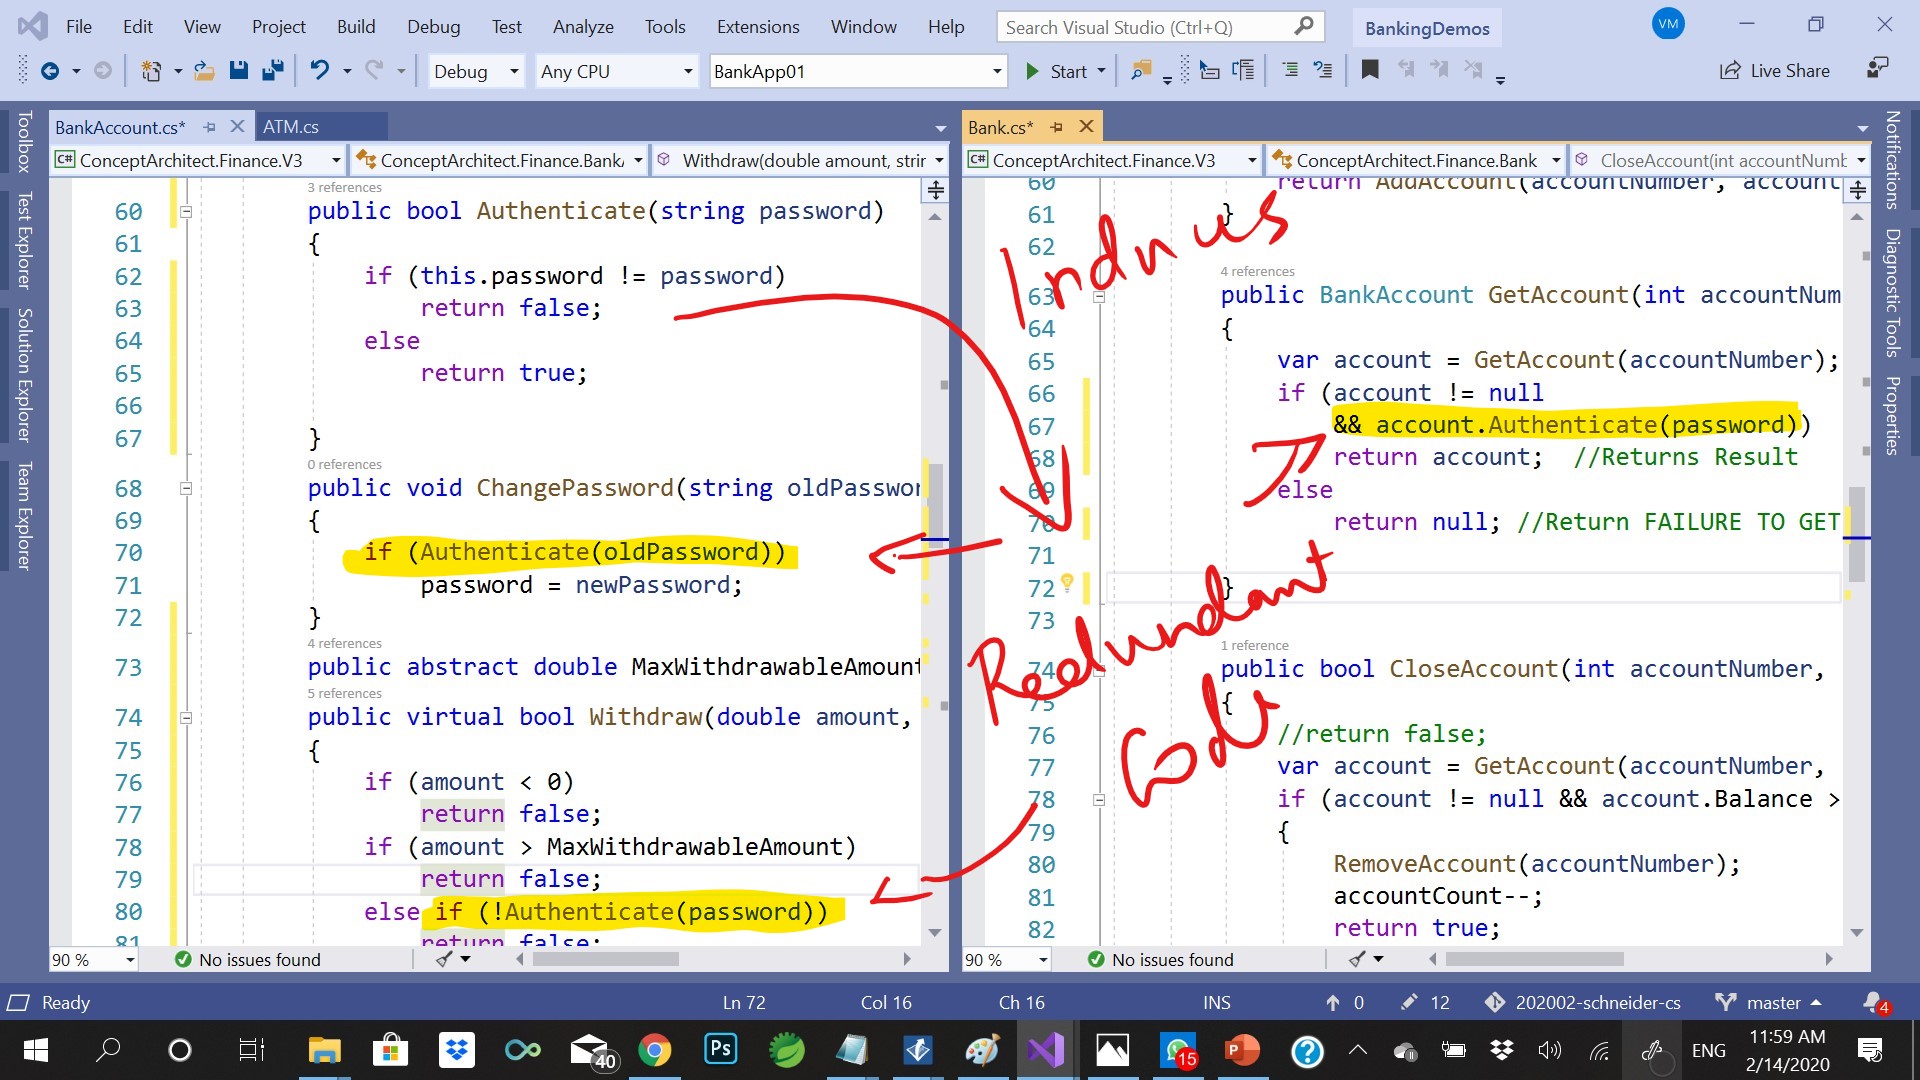 File Edit View Project Build Debug Test Analyze Tools Extensions Window Help Search Visual Studio (Ctrl+Q) BankingDemos VM
Debug Any CPU BankApp01 Start Live Share
BankAccount.cs* ATM.cs
ConceptArchitect.Finance.V3 ConceptArchitect.Finance.Bank Withdraw(double amount, strir
3 references
60 public bool Authenticate(string password)
61 {
62 if (this.password != password)
63 return false;
64 else
65 return true;
66
67 }
0 references
68 public void ChangePassword(string oldPasswor
69 {
70 if (Authenticate(oldPassword))
71 password = newPassword;
72 }
4 references
73 public abstract double MaxWithdrawableAmount
5 references
74 public virtual bool Withdraw(double amount,
75 {
76 if (amount < 0)
77 return false;
78 if (amount > MaxWithdrawableAmount)
79 return false;
80 else if (!Authenticate(password))
81 return false;
90 % No issues found
Bank.cs*
ConceptArchitect.Finance.V3 ConceptArchitect.Finance.Bank CloseAccount(int accountNumb
60 return AddAccount(accountNumber, account
61 }
62
4 references
63 public BankAccount GetAccount(int accountNum
64 {
65 var account = GetAccount(accountNumber);
66 if (account != null
67 && account.Authenticate(password))
68 return account; //Returns Result
69 else
70 return null; //Return FAILURE TO GET
71
72 }
73
1 reference
74 public bool CloseAccount(int accountNumber,
75 {
76 //return false;
77 var account = GetAccount(accountNumber,
78 if (account != null && account.Balance >
79 {
80 RemoveAccount(accountNumber);
81 accountCount--;
82 return true;
90 % No issues found
Redundant
Toolbox
Test Explorer
Solution Explorer
Team Explorer
Notifications
Diagnostic Tools
Properties
Ready Ln 72 Col 16 Ch 16 INS 0 12 202002-schneider-cs master 4
40 Ps 15 P ENG 11:59 AM
2/14/2020